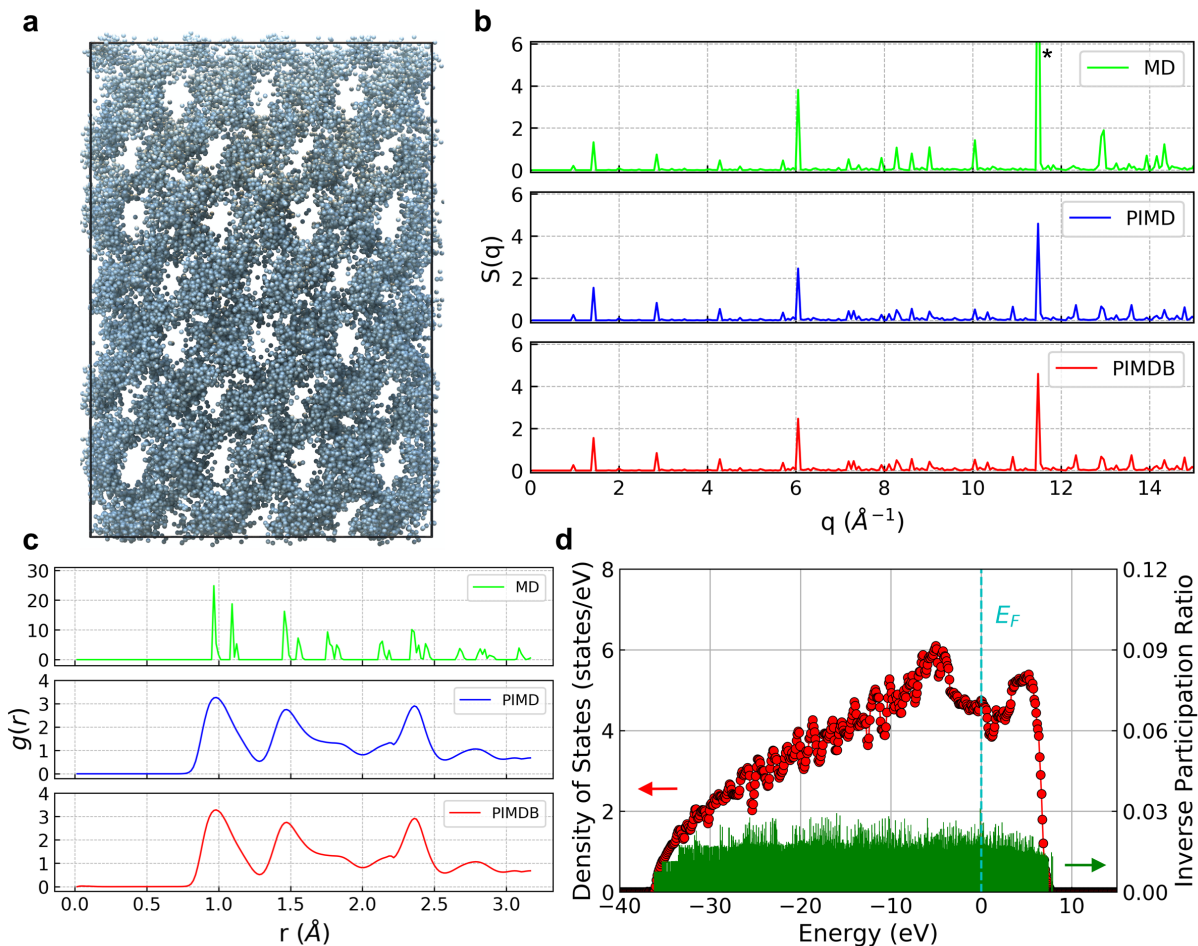 a
b
6
4
2
0
*
MD
6
4
2
0
PIMD
S(q)
6
4
2
0
PIMDB
0 2 4 6 8 10 12 14
q (Å⁻¹)
c
30
20
10
0
MD
4
3
2
1
0
PIMD
g(r)
4
3
2
1
0
PIMDB
0.0 0.5 1.0 1.5 2.0 2.5 3.0
r (Å)
d
Density of States (states/eV)
8
6
4
2
0
E_F
0.12
0.09
0.06
0.03
0.00
Inverse Participation Ratio
−40 −30 −20 −10 0 10
Energy (eV)